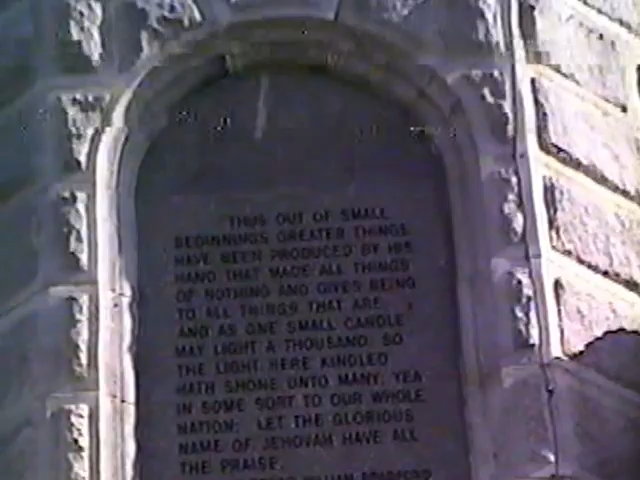 THUS OUT OF SMALL
BEGINNINGS GREATER THINGS
HAVE BEEN PRODUCED BY HIS
HAND THAT MADE ALL THINGS
OF NOTHING AND GIVES BEING
TO ALL THINGS THAT ARE,
AND AS ONE SMALL CANDLE
MAY LIGHT A THOUSAND, SO
THE LIGHT HERE KINDLED
HATH SHONE UNTO MANY, YEA
IN SOME SORT TO OUR WHOLE
NATION; LET THE GLORIOUS
NAME OF JEHOVAH HAVE ALL
THE PRAISE.
WILLIAM BRADFORD